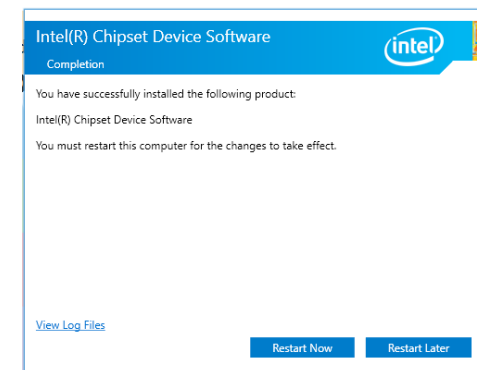 Intel(R) Chipset Device Software
intel
Completion
You have successfully installed the following product:
Intel(R) Chipset Device Software
You must restart this computer for the changes to take effect.
View Log Files
Restart Now
Restart Later